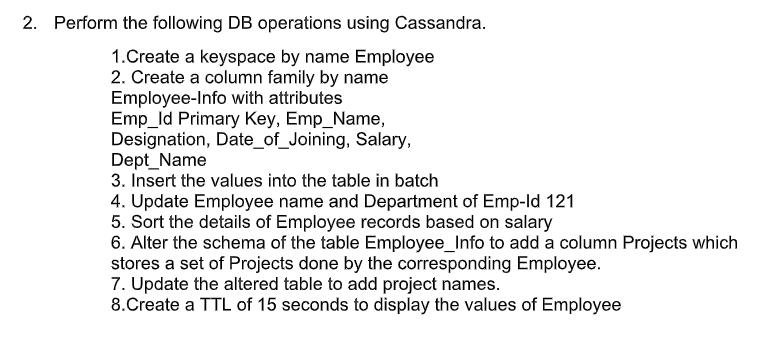 2. Perform the following DB operations using Cassandra.
1.Create a keyspace by name Employee
2. Create a column family by name
Employee-Info with attributes
Emp_Id Primary Key, Emp_Name,
Designation, Date_of_Joining, Salary,
Dept_Name
3. Insert the values into the table in batch
4. Update Employee name and Department of Emp-Id 121
5. Sort the details of Employee records based on salary
6. Alter the schema of the table Employee_Info to add a column Projects which
stores a set of Projects done by the corresponding Employee.
7. Update the altered table to add project names.
8.Create a TTL of 15 seconds to display the values of Employee